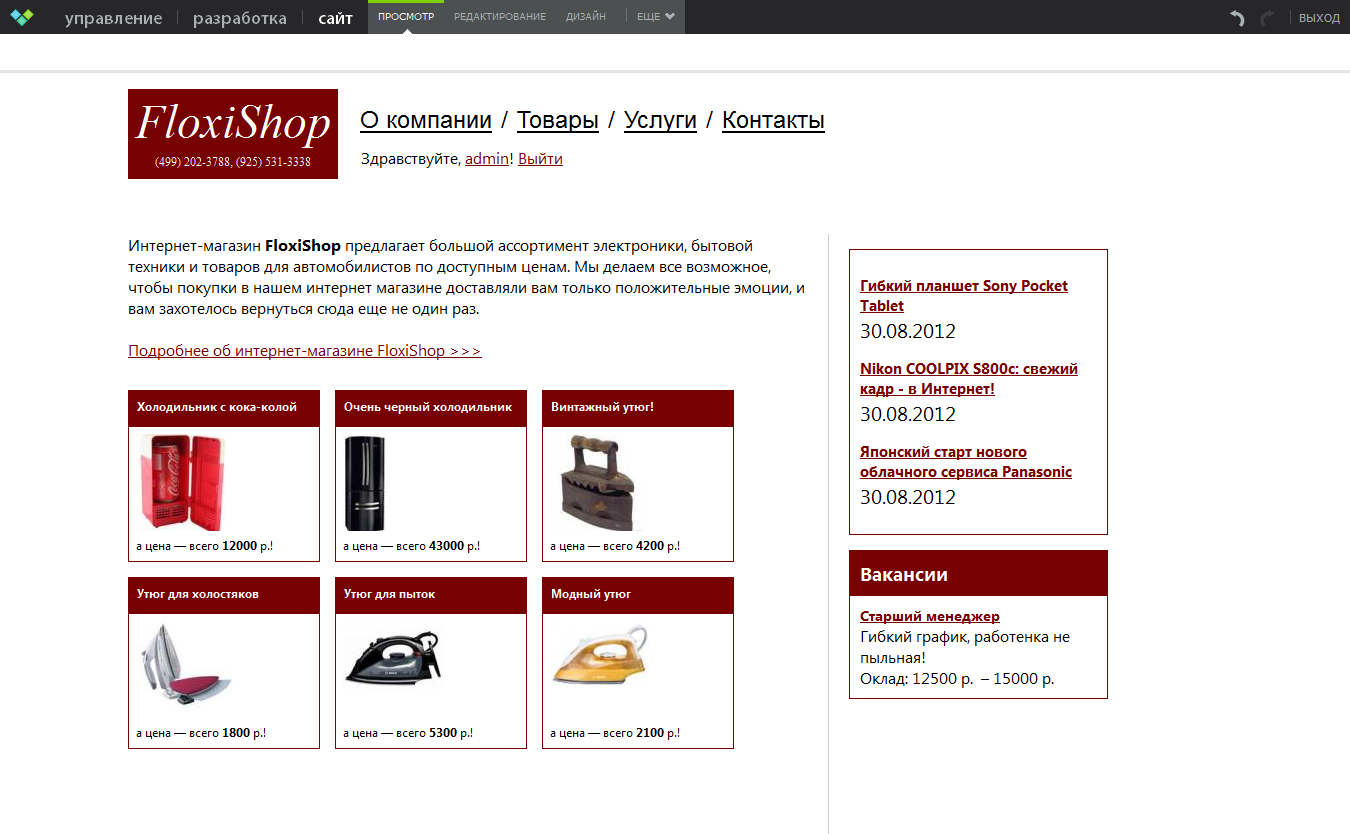 управление разработка сайт ПРОСМОТР РЕДАКТИРОВАНИЕ ДИЗАЙН ЕЩЕ ВЫХОД
FloxiShop
(499) 202-3788, (925) 531-3338
О компании / Товары / Услуги / Контакты
Здравствуйте, admin! Выйти
Интернет-магазин FloxiShop предлагает большой ассортимент электроники, бытовой
техники и товаров для автомобилистов по доступным ценам. Мы делаем все возможное,
чтобы покупки в нашем интернет магазине доставляли вам только положительные эмоции, и
вам захотелось вернуться сюда еще не один раз.
Подробнее об интернет-магазине FloxiShop >>>
Холодильник с кока-колой
Coca-Cola
а цена — всего 12000 р.!
Очень черный холодильник
а цена — всего 43000 р.!
Винтажный утюг!
а цена — всего 4200 р.!
Утюг для холостяков
а цена — всего 1800 р.!
Утюг для пыток
а цена — всего 5300 р.!
Модный утюг
а цена — всего 2100 р.!
Гибкий планшет Sony Pocket
Tablet
30.08.2012
Nikon COOLPIX S800c: свежий
кадр - в Интернет!
30.08.2012
Японский старт нового
облачного сервиса Panasonic
30.08.2012
Вакансии
Старший менеджер
Гибкий график, работенка не
пыльная!
Оклад: 12500 р. – 15000 р.